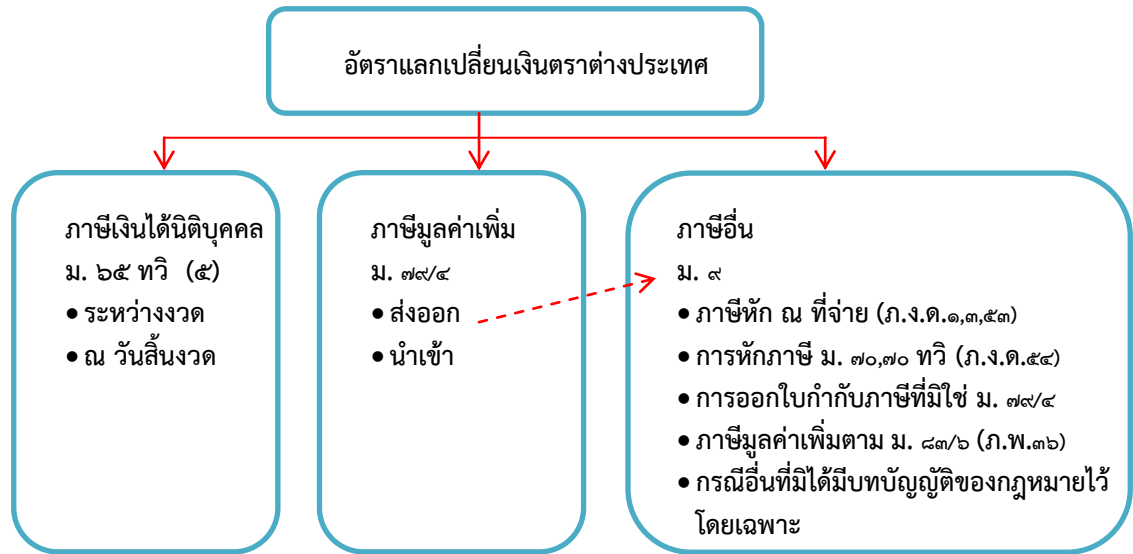 อัตราแลกเปลี่ยนเงินตราต่างประเทศ
ภาษีเงินได้นิติบุคคล
ม. ๖๕ ทวิ (๕)
• ระหว่างงวด
• ณ วันสิ้นงวด
ภาษีมูลค่าเพิ่ม
ม. ๗๙/๔
• ส่งออก
• นำเข้า
ภาษีอื่น
ม. ๙
• ภาษีหัก ณ ที่จ่าย (ภ.ง.ด.๑,๓,๕๓)
• การหักภาษี ม. ๗๐,๗๐ ทวิ (ภ.ง.ด.๕๔)
• การออกใบกำกับภาษีที่มิใช่ ม. ๗๙/๔
• ภาษีมูลค่าเพิ่มตาม ม. ๘๓/๖ (ภ.พ.๓๖)
• กรณีอื่นที่มิได้มีบทบัญญัติของกฎหมายไว้
โดยเฉพาะ